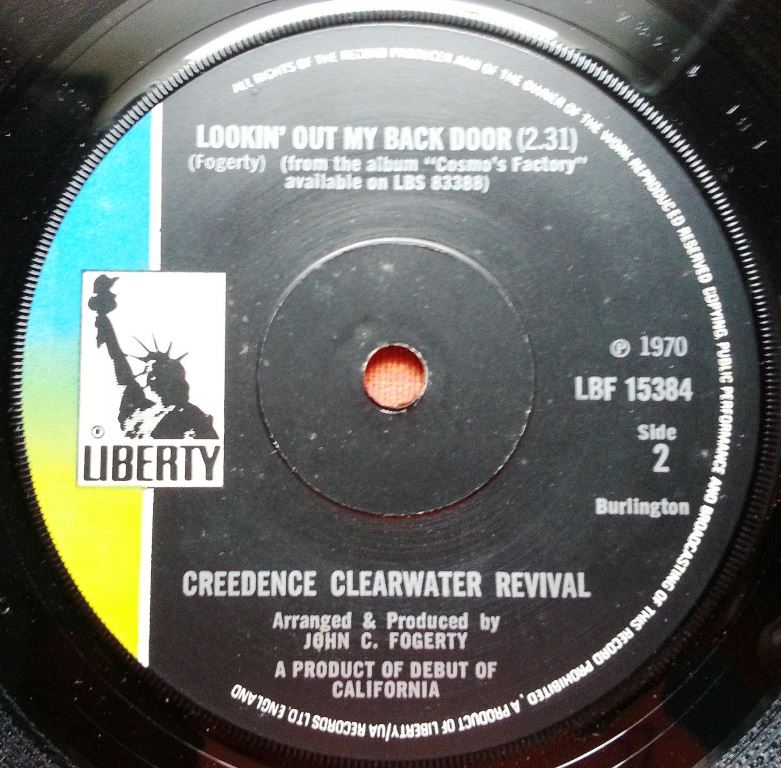 ALL RIGHTS OF THE RECORD PRODUCER AND OF THE OWNER OF THE WORK REPRODUCED RESERVED COPYING, PUBLIC PERFORMANCE AND BROADCASTING OF THIS RECORD PROHIBITED. A PRODUCT OF LIBERTY/UA RECORDS LTD ENGLAND
LOOKIN' OUT MY BACK DOOR (2.31)
(Fogerty) (from the album "Cosmo's Factory"
available on LBS 83388)
℗ 1970
LBF 15384
Side
2
Burlington
®
LIBERTY
CREEDENCE CLEARWATER REVIVAL
Arranged & Produced by
JOHN C. FOGERTY
A PRODUCT OF DEBUT OF
CALIFORNIA